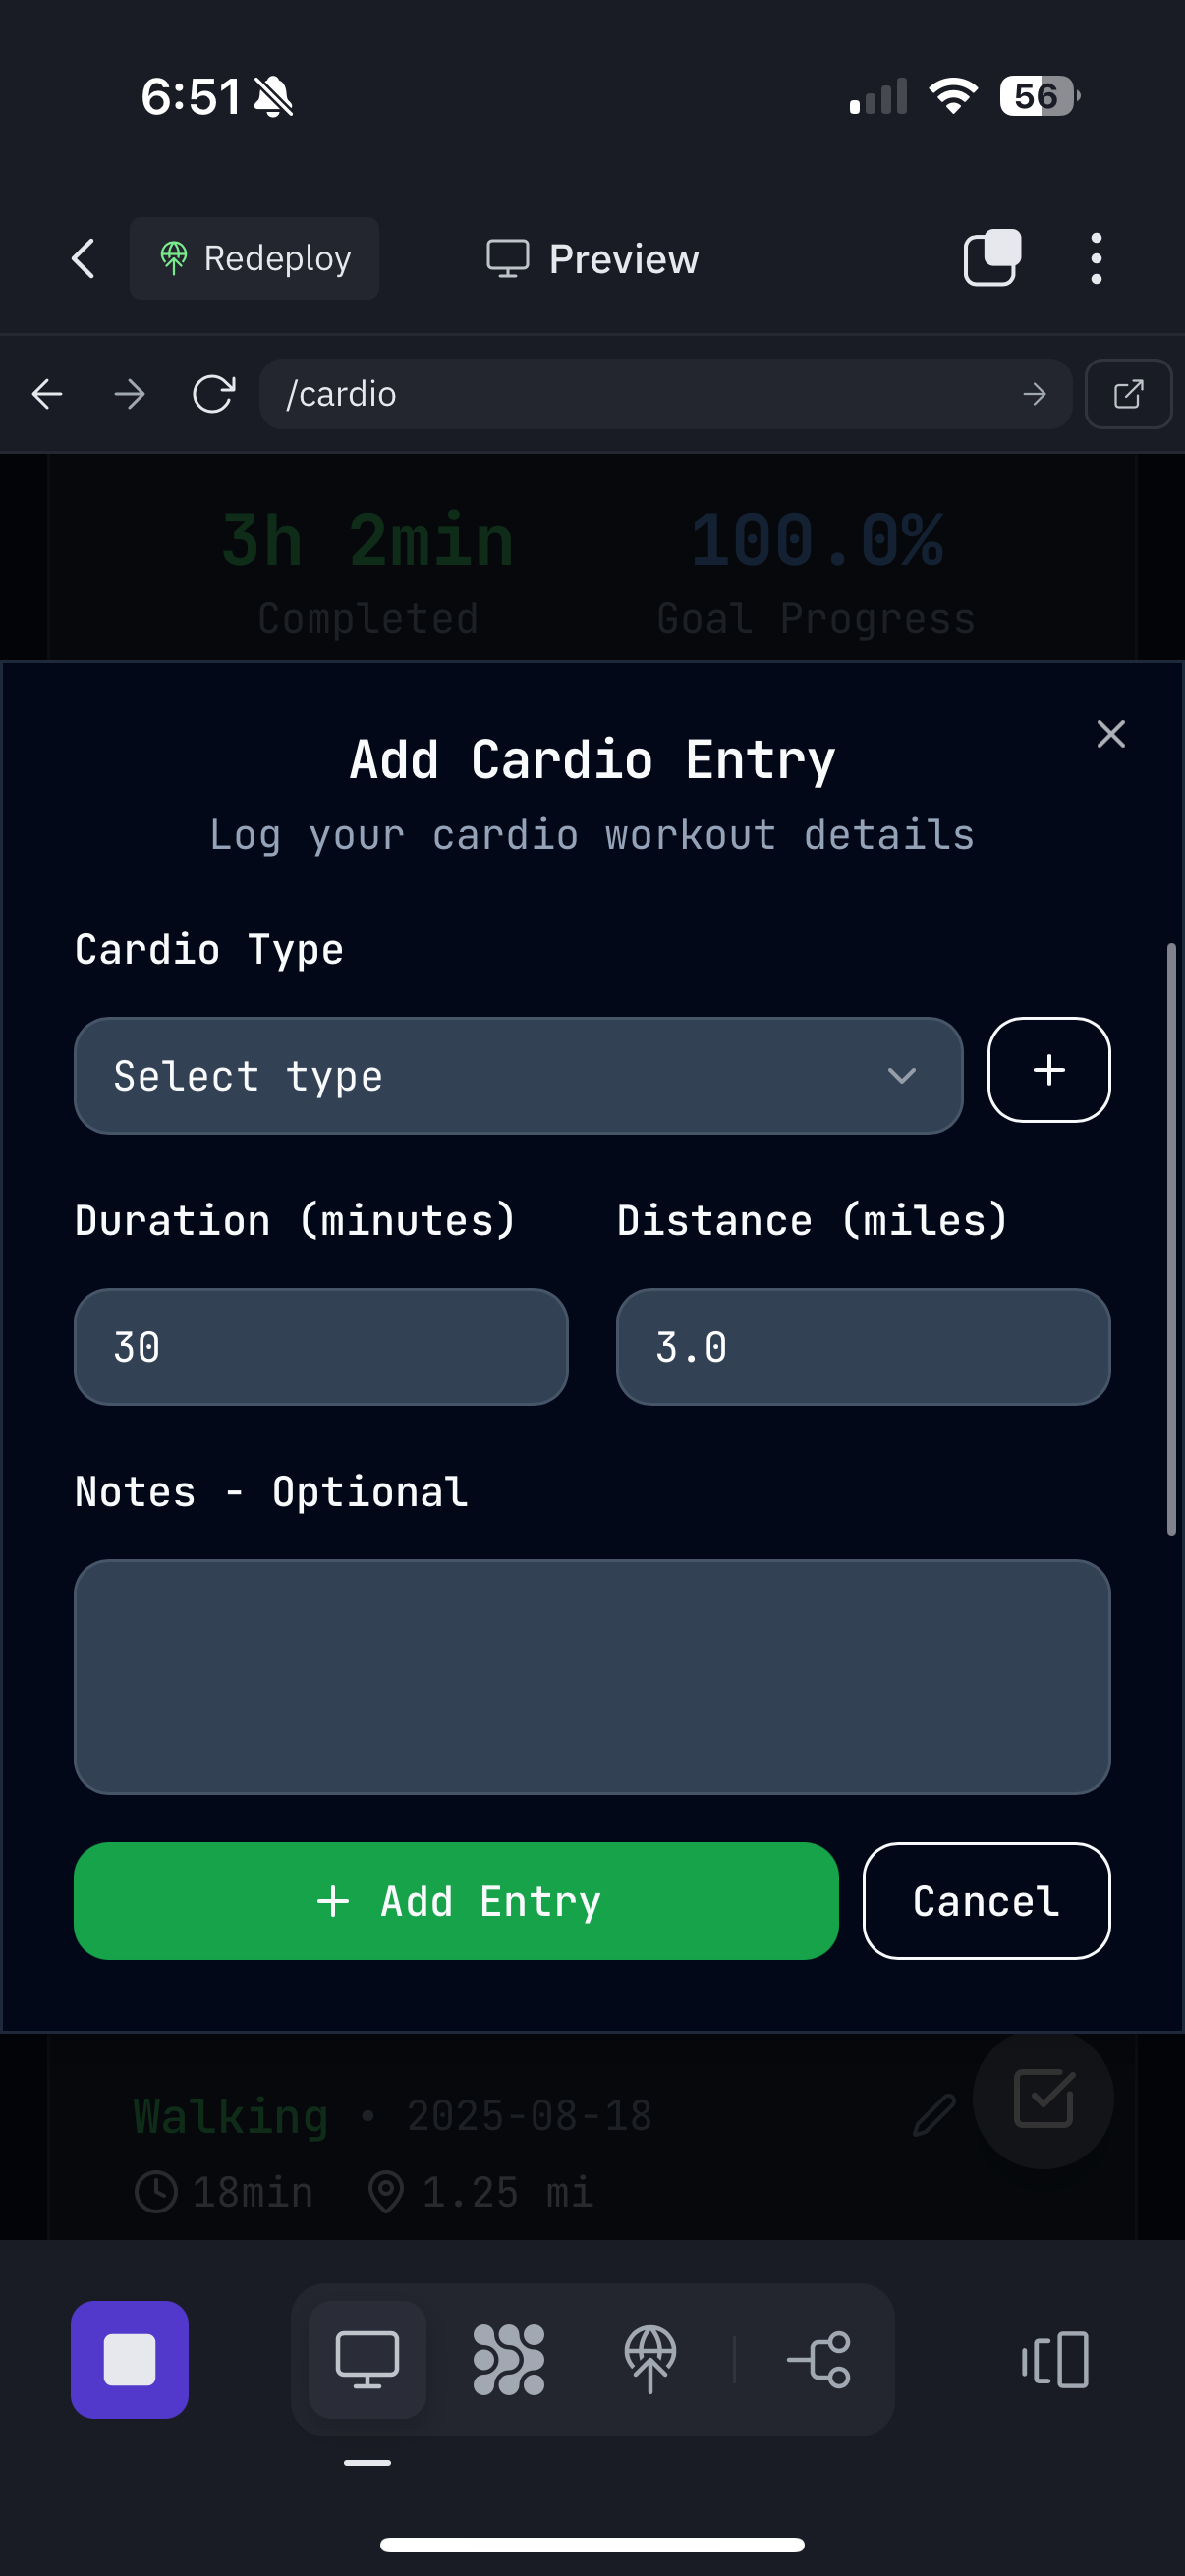 6:51
56
Redeploy
Preview
/cardio
3h 2min 100.0%
Completed Goal Progress
Add Cardio Entry
Log your cardio workout details
Cardio Type
Select type
Duration (minutes) Distance (miles)
30 3.0
Notes - Optional
+ Add Entry Cancel
Walking • 2025-08-18
18min 1.25 mi